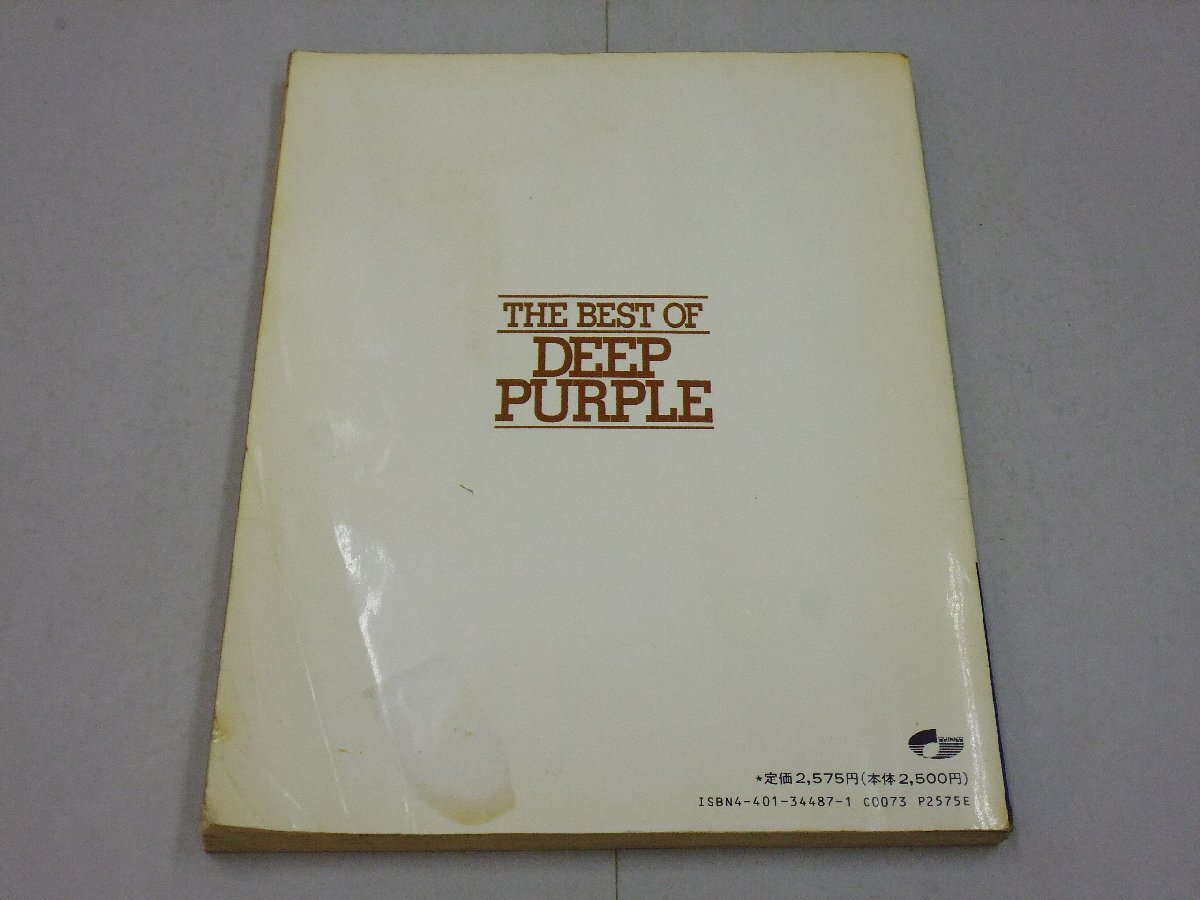 THE BEST OF
DEEP
PURPLE
★定価2,575円(本体2,500円)
ISBN4-401-34487-1 C0073 P2575E